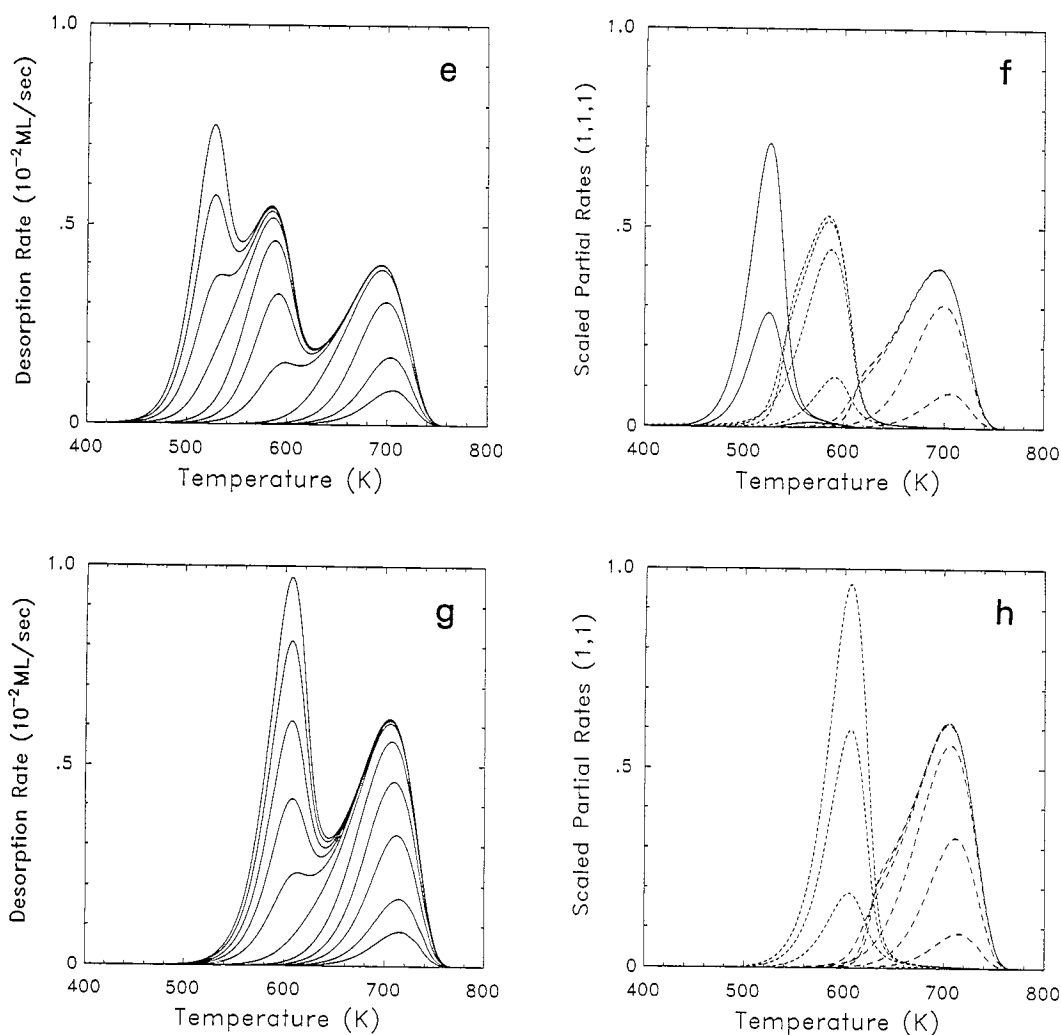 1.0
e
Desorption Rate (10⁻²ML/sec)
.5
0
400 500 600 700 800
Temperature (K)
1.0
f
Scaled Partial Rates (1,1,1)
0.5
0
400 500 600 700 800
Temperature (K)
1.0
g
Desorption Rate (10⁻²ML/sec)
.5
0
400 500 600 700 800
Temperature (K)
1.0
h
Scaled Partial Rates (1,1)
0.5
0
400 500 600 700 800
Temperature (K)